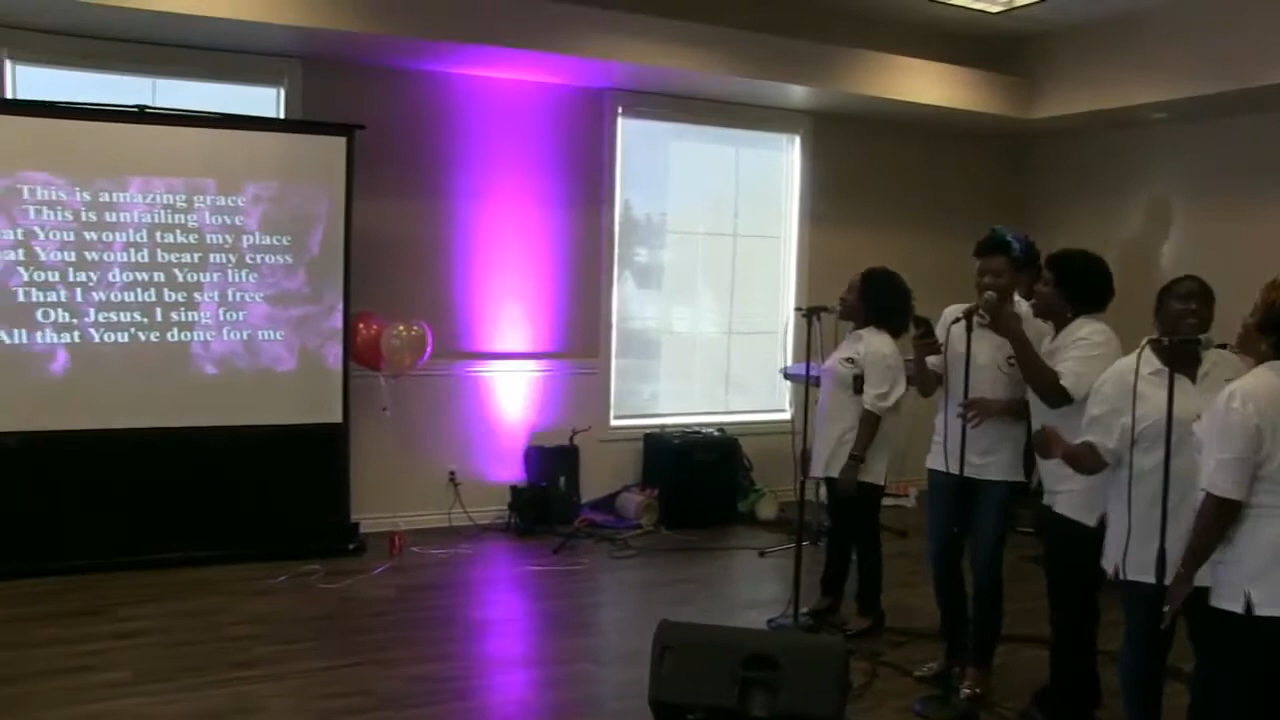 This is amazing grace
This is unfailing love
at You would take my place
at You would bear my cross
You lay down Your life
That I would be set free
Oh, Jesus, I sing for
All that You've done for me